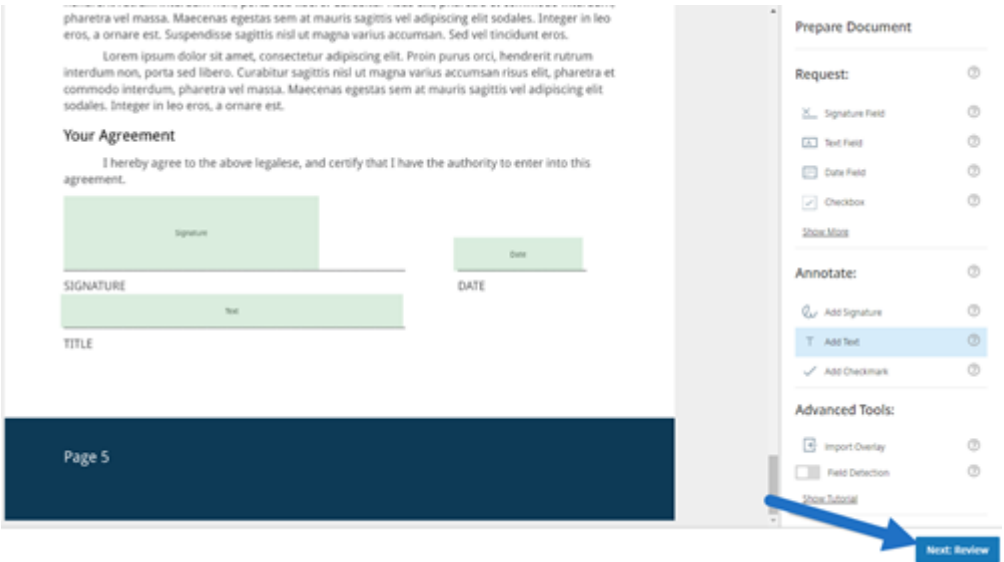 pharetra vel massa. Maecenas egestas sem at mauris sagittis vel adipiscing elit sodales. Integer in leo
eros, a ornare est. Suspendisse sagittis nisl ut magna varius accumsan. Sed vel tincidunt eros.
Lorem ipsum dolor sit amet, consectetur adipiscing elit. Proin purus orci, hendrerit rutrum
interdum non, porta sed libero. Curabitur sagittis nisl ut magna varius accumsan risus elit, pharetra et
commodo interdum, pharetra vel massa. Maecenas egestas sem at mauris sagittis vel adipiscing elit
sodales. Integer in leo eros, a ornare est.
Your Agreement
I hereby agree to the above legalese, and certify that I have the authority to enter into this
agreement.
Signature
Date
SIGNATURE
DATE
Text
TITLE
Page 5
Prepare Document
Request:
Signature Field
Text Field
Date Field
Checkbox
Show More
Annotate:
Add Signature
T Add Text
Add Checkmark
Advanced Tools:
Import Overlay
Field Detection
Show Tutorial
Next: Review